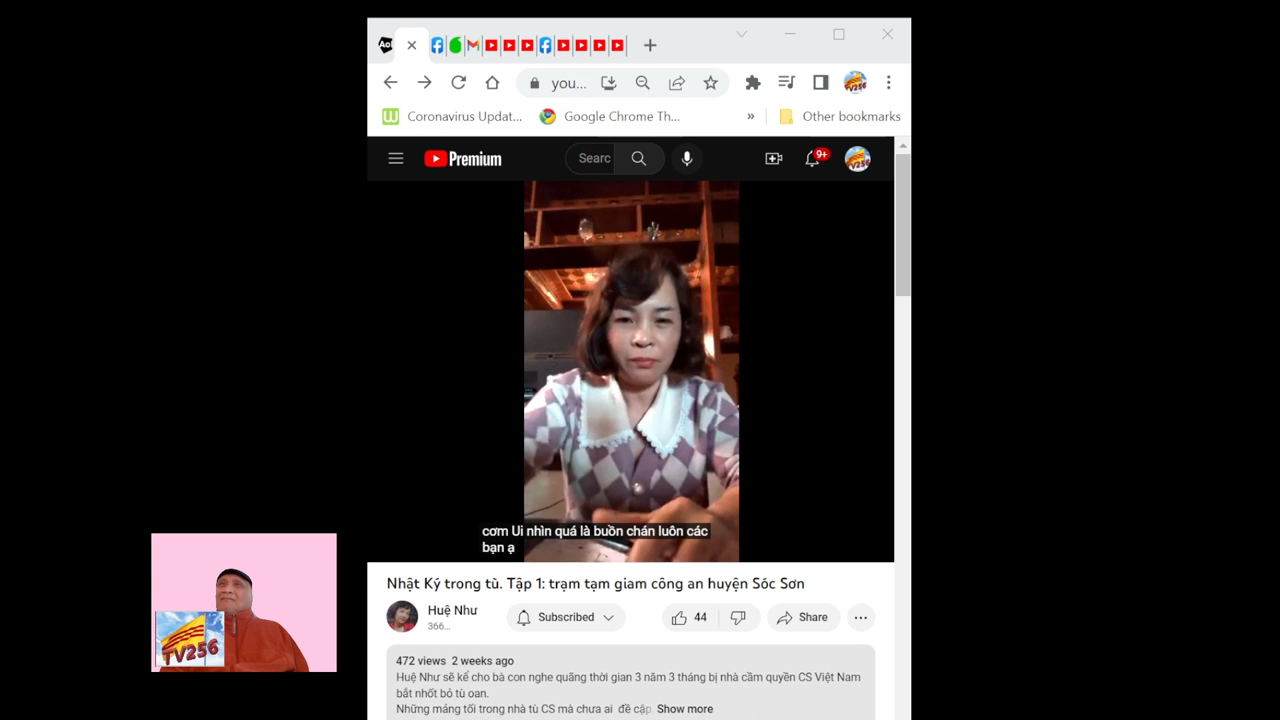 Aol
you...
Coronavirus Updat...
Google Chrome Th...
»
Other bookmarks
Premium
Searc
9+
cơm Ui nhìn quá là buồn chán luôn các
bạn ạ
Nhật Ký trong tù. Tập 1: trạm tạm giam công an huyện Sóc Sơn
Huệ Như
366...
Subscribed
44
Share
472 views 2 weeks ago
Huệ Như sẽ kể cho bà con nghe quãng thời gian 3 năm 3 tháng bị nhà cầm quyền CS Việt Nam
bắt nhốt bỏ tù oan.
Những mảng tối trong nhà tù CS mà chưa ai đề cập Show more
TV256